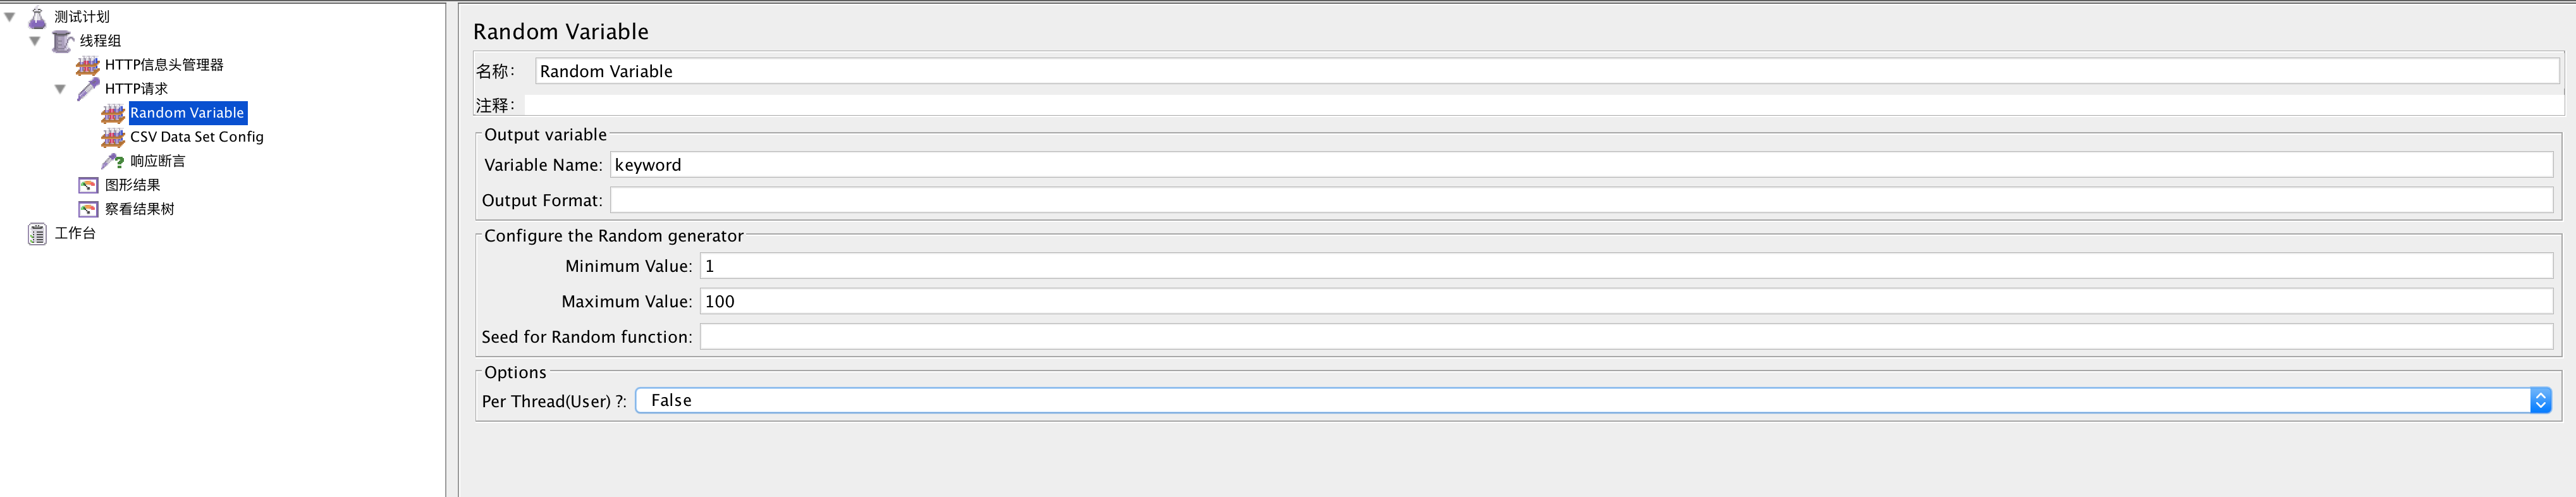 测试计划
线程组
HTTP信息头管理器
HTTP请求
Random Variable
CSV Data Set Config
响应断言
图形结果
察看结果树
工作台
Random Variable
名称： Random Variable
注释：
Output variable
Variable Name: keyword
Output Format:
Configure the Random generator
Minimum Value: 1
Maximum Value: 100
Seed for Random function:
Options
Per Thread(User) ?: False